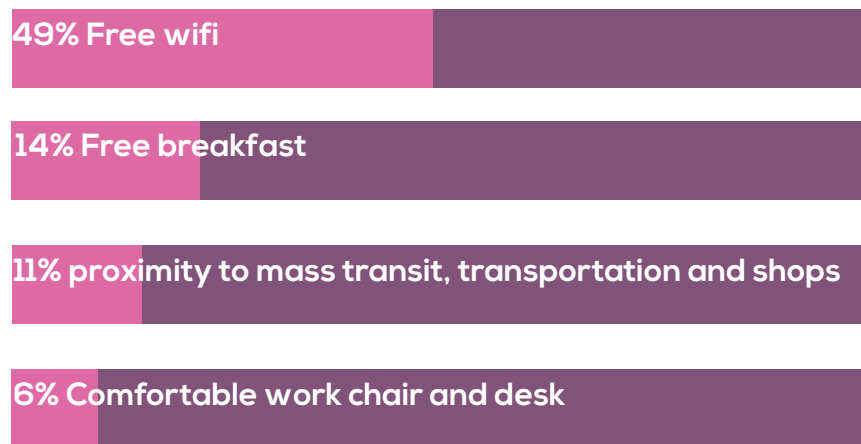 49% Free wifi
14% Free breakfast
11% proximity to mass transit, transportation and shops
6% Comfortable work chair and desk